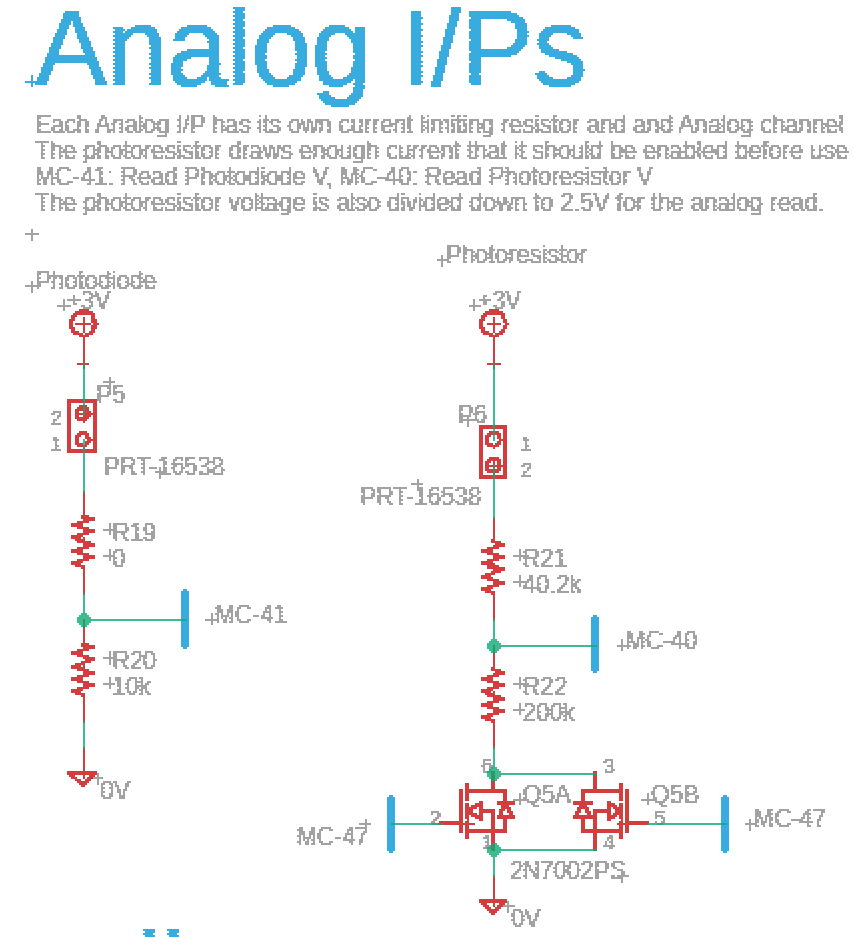 Analog I/Ps
Each Analog I/P has its own current limiting resistor and and Analog channel
The photoresistor draws enough current that it should be enabled before use
MC-41: Read Photodiode V, MC-40: Read Photoresistor V
The photoresistor voltage is also divided down to 2.5V for the analog read.
Photodiode
+3V
P5
2
1
PRT-16538
R19
0
MC-41
R20
10k
0V
Photoresistor
+3V
P6
1
2
PRT-16538
R21
40.2k
MC-40
R22
200k
6
3
Q5A
Q5B
MC-47
2
5
MC-47
1
4
2N7002PS
0V